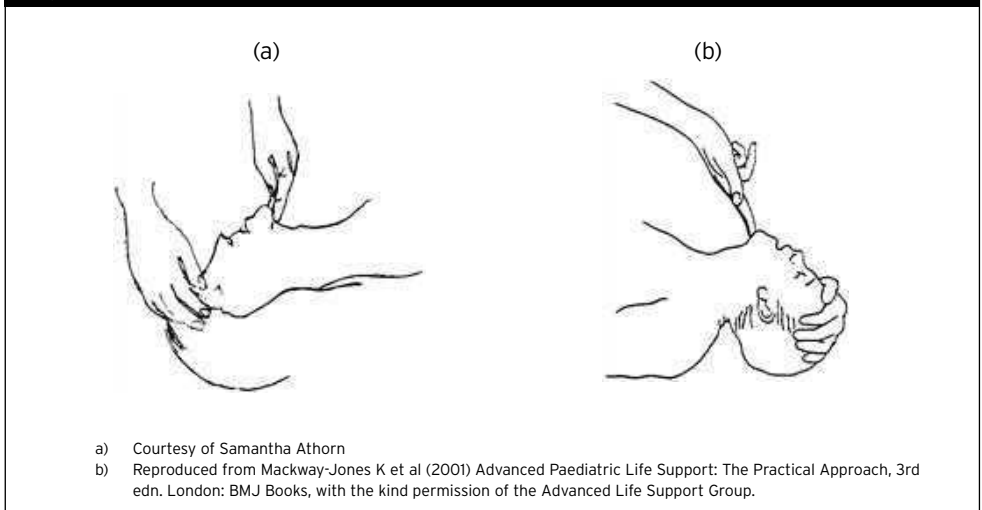 (a) (b)
a) Courtesy of Samantha Athorn
b) Reproduced from Mackway-Jones K et al (2001) Advanced Paediatric Life Support: The Practical Approach, 3rd
edn. London: BMJ Books, with the kind permission of the Advanced Life Support Group.